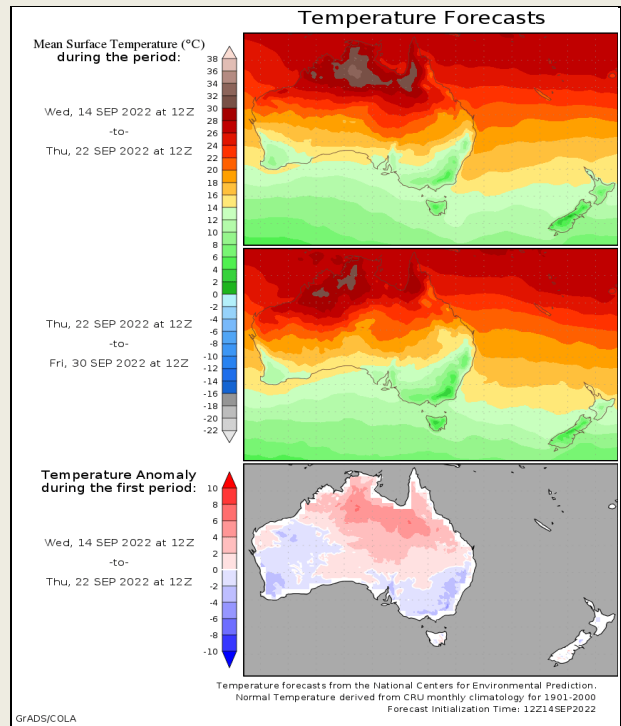 Temperature Forecasts
Mean Surface Temperature (°C)
during the period:
Wed, 14 SEP 2022 at 12Z
-to-
Thu, 22 SEP 2022 at 12Z
38
36
34
32
30
28
26
24
22
20
18
16
14
12
10
8
6
4
2
0
-2
-4
-6
-8
-10
-12
-14
-16
-18
-20
-22
Thu, 22 SEP 2022 at 12Z
-to-
Fri, 30 SEP 2022 at 12Z
Temperature Anomaly
during the first period:
Wed, 14 SEP 2022 at 12Z
-to-
Thu, 22 SEP 2022 at 12Z
10
8
6
4
2
0
-2
-4
-6
-8
-10
Temperature forecasts from the National Centers for Environmental Prediction.
Normal Temperature derived from CRU monthly climatology for 1901-2000
Forecast Initialization Time: 12Z14SEP2022
GrADS/COLA